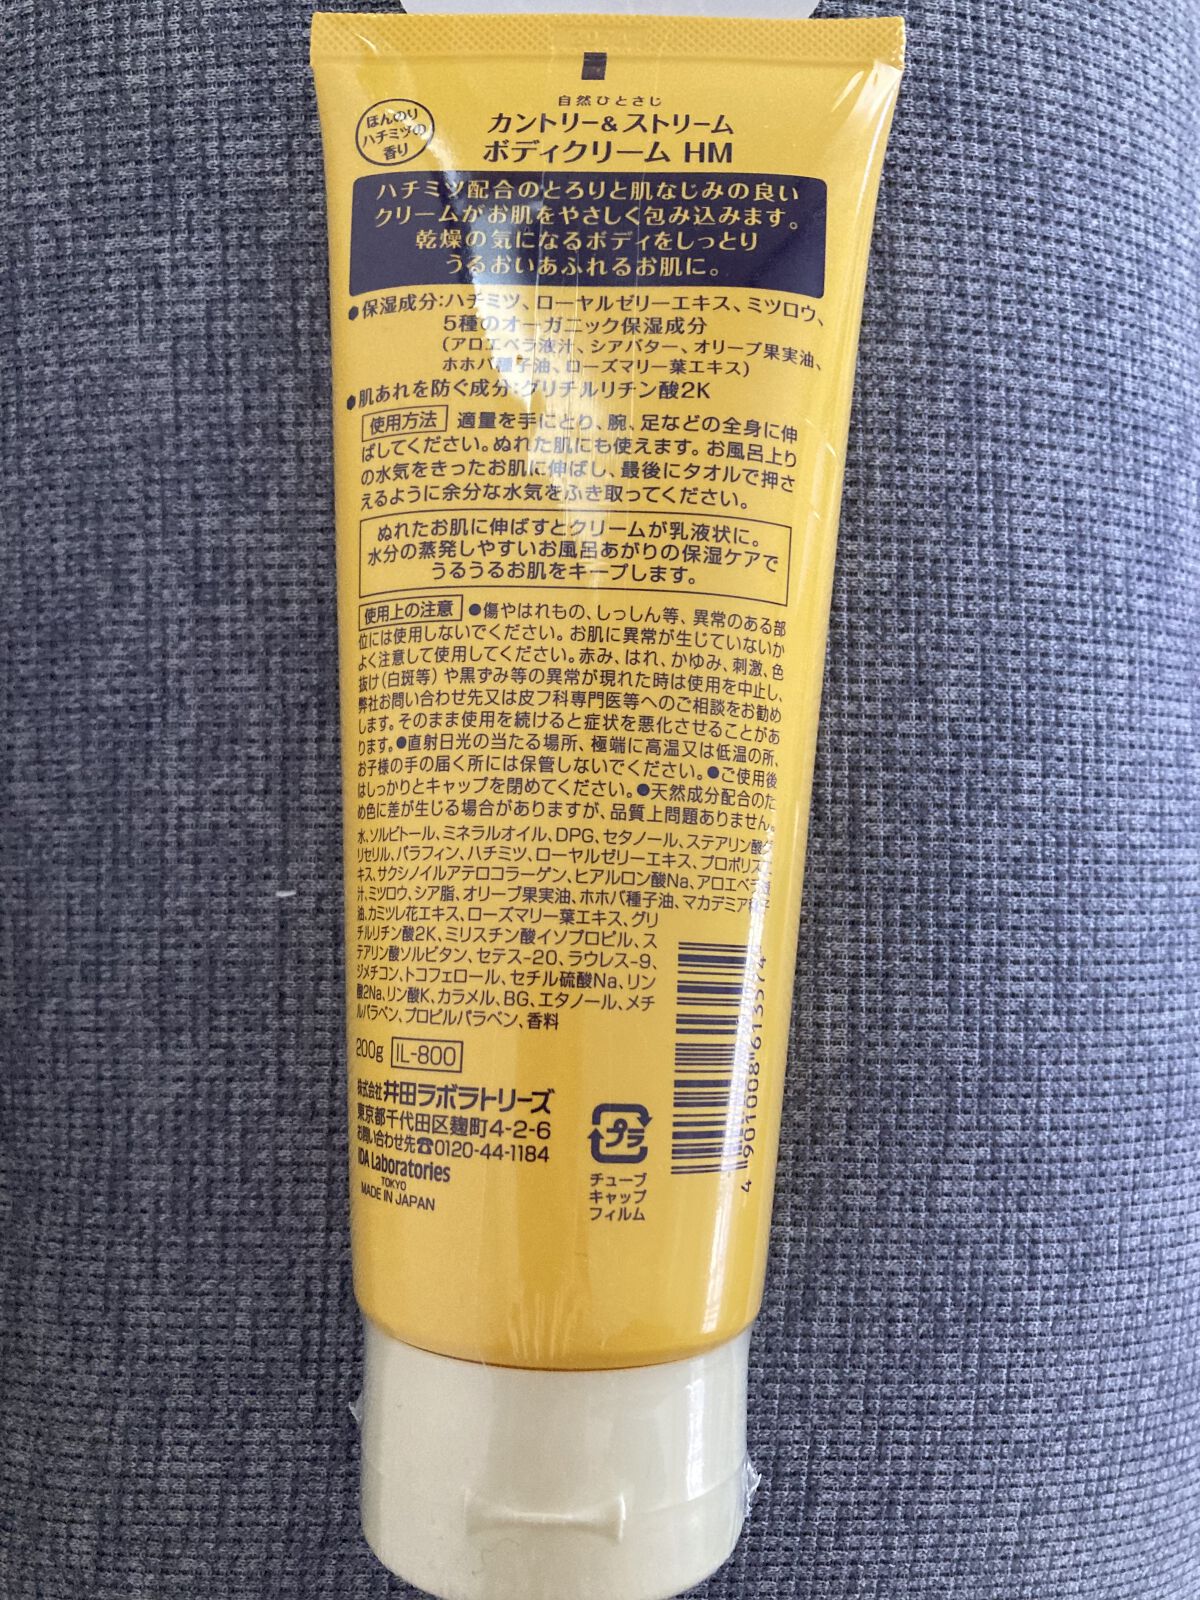 自然ひとさじ
カントリー&ストリーム
ボディクリーム HM
ほんのり
ハチミツの
香り
ハチミツ配合のとろりと肌なじみの良い
クリームがお肌をやさしく包み込みます。
乾燥の気になるボディをしっとり
うるおいあふれるお肌に。
●保湿成分:ハチミツ、ローヤルゼリーエキス、ミツロウ、
5種のオーガニック保湿成分
(アロエベラ液汁、シアバター、オリーブ果実油、
ホホバ種子油、ローズマリー葉エキス)
●肌あれを防ぐ成分:グリチルリチン酸2K
使用方法 適量を手にとり、腕、足などの全身に伸
ばしてください。ぬれた肌にも使えます。お風呂上り
の水気をきったお肌に伸ばし、最後にタオルで押さ
えるように余分な水気をふき取ってください。
ぬれたお肌に伸ばすとクリームが乳液状に。
水分の蒸発しやすいお風呂あがりの保湿ケアで
うるうるお肌をキープします。
使用上の注意 ●傷やはれもの、しっしん等、異常のある部
位には使用しないでください。お肌に異常が生じていないか
よく注意して使用してください。赤み、はれ、かゆみ、刺激、色
抜け(白斑等)や黒ずみ等の異常が現れた時は使用を中止し、
弊社お問い合わせ先又は皮フ科専門医等へのご相談をお勧め
します。そのまま使用を続けると症状を悪化させることがあ
ります。●直射日光の当たる場所、極端に高温又は低温の所、
お子様の手の届く所には保管しないでください。●ご使用後
はしっかりとキャップを閉めてください。●天然成分配合のた
め色に差が生じる場合がありますが、品質上問題ありません。
水、ソルビトール、ミネラルオイル、DPG、セタノール、ステアリン酸グ
リセリル、パラフィン、ハチミツ、ローヤルゼリーエキス、プロポリスエ
キス、サクシノイルアテロコラーゲン、ヒアルロン酸Na、アロエベラ液
汁、ミツロウ、シア脂、オリーブ果実油、ホホバ種子油、マカデミア種子
油、カミツレ花エキス、ローズマリー葉エキス、グリ
チルリチン酸2K、ミリスチン酸イソプロピル、ス
テアリン酸ソルビタン、セテス-20、ラウレス-9、
ジメチコン、トコフェロール、セチル硫酸Na、リン
酸2Na、リン酸K、カラメル、BG、エタノール、メチ
ルパラベン、プロピルパラベン、香料
200g IL-800
株式会社 井田ラボラトリーズ
東京都千代田区麹町4-2-6
お問い合わせ先☎0120-44-1184
IDA Laboratories
TOKYO
MADE IN JAPAN
プラ
チューブ
キャップ
フィルム
4 901008 613574